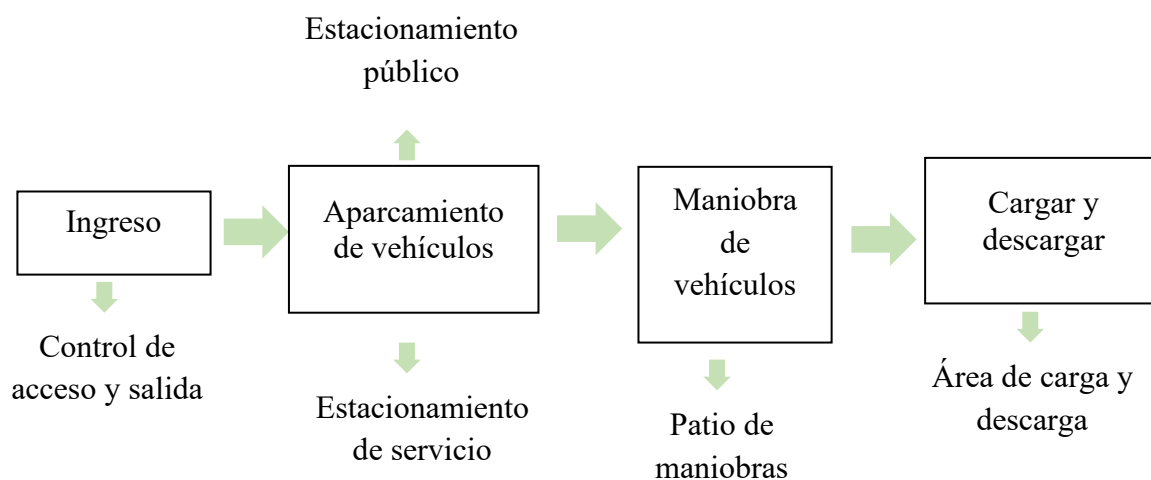 Estacionamiento
público
Ingreso
Aparcamiento
de vehículos
Maniobra
de
vehículos
Cargar y
descargar
Control de
acceso y salida
Estacionamiento
de servicio
Patio de
maniobras
Área de carga y
descarga